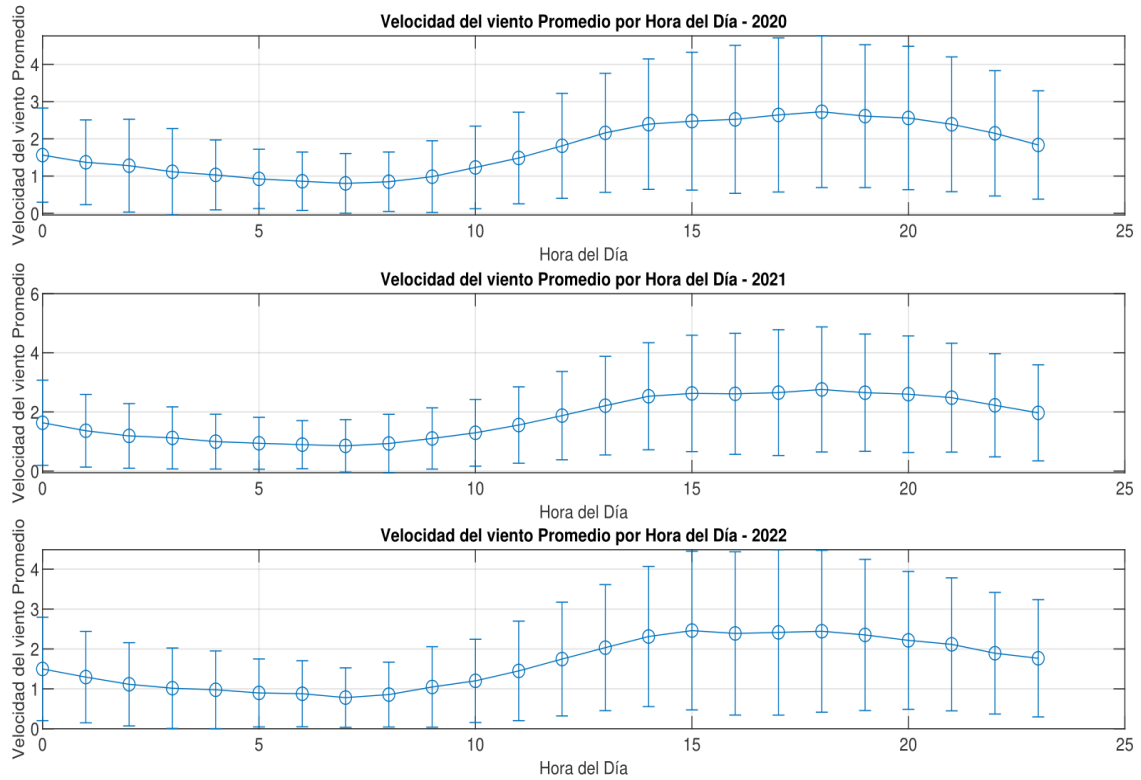 Velocidad del viento Promedio por Hora del Día - 2020
Velocidad del viento Promedio
4
3
2
1
0
0 5 10 15 20 25
Hora del Día
Velocidad del viento Promedio por Hora del Día - 2021
Velocidad del viento Promedio
6
4
2
0
0 5 10 15 20 25
Hora del Día
Velocidad del viento Promedio por Hora del Día - 2022
Velocidad del viento Promedio
4
3
2
1
0
0 5 10 15 20 25
Hora del Día